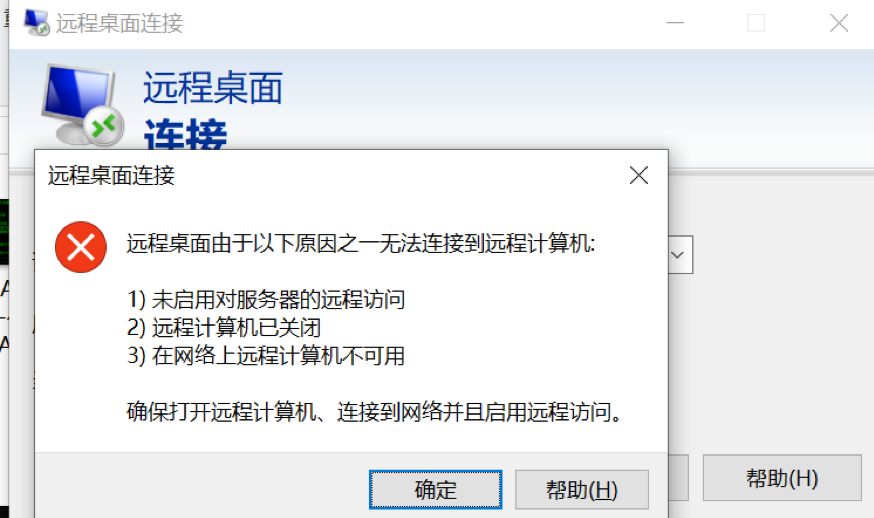 远程桌面连接
远程桌面
连接
远程桌面连接
远程桌面由于以下原因之一无法连接到远程计算机:
1) 未启用对服务器的远程访问
2) 远程计算机已关闭
3) 在网络上远程计算机不可用
确保打开远程计算机、连接到网络并且启用远程访问。
确定
帮助(H)
帮助(H)